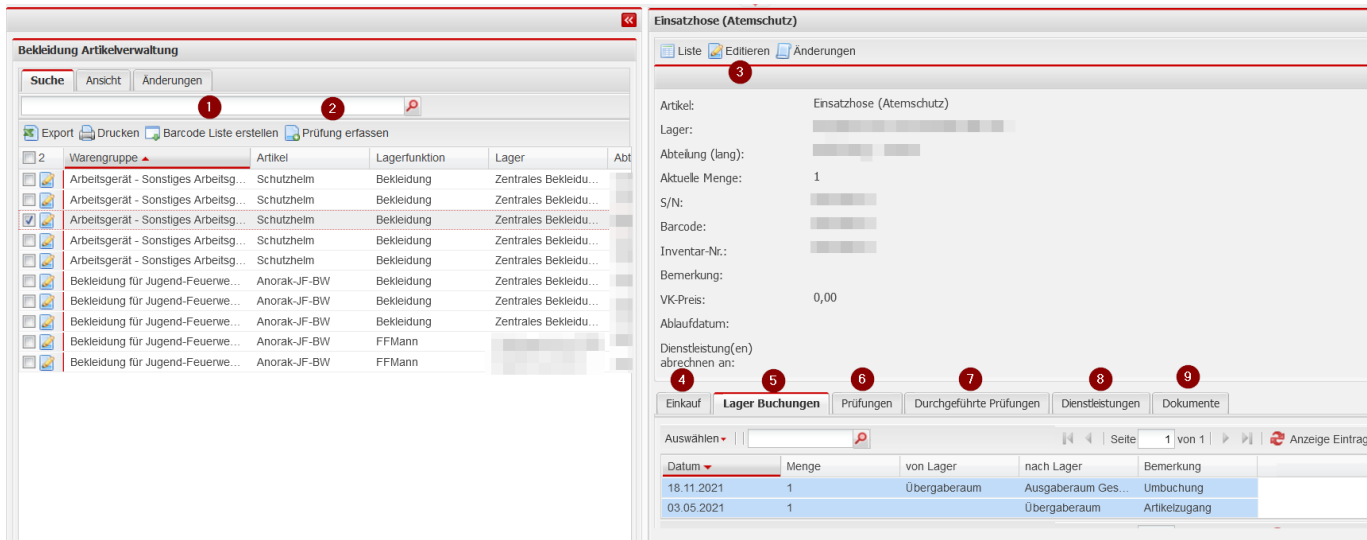 Bekleidung Artikelverwaltung
Suche Ansicht Änderungen
1 2
Export Drucken Barcode Liste erstellen Prüfung erfassen
2 Warengruppe Artikel Lagerfunktion Lager Abt
Arbeitsgerät - Sonstiges Arbeitsg... Schutzhelm Bekleidung Zentrales Bekleidu...
Arbeitsgerät - Sonstiges Arbeitsg... Schutzhelm Bekleidung Zentrales Bekleidu...
Arbeitsgerät - Sonstiges Arbeitsg... Schutzhelm Bekleidung Zentrales Bekleidu...
Arbeitsgerät - Sonstiges Arbeitsg... Schutzhelm Bekleidung Zentrales Bekleidu...
Arbeitsgerät - Sonstiges Arbeitsg... Schutzhelm Bekleidung Zentrales Bekleidu...
Bekleidung für Jugend-Feuerwe... Anorak-JF-BW Bekleidung Zentrales Bekleidu...
Bekleidung für Jugend-Feuerwe... Anorak-JF-BW Bekleidung Zentrales Bekleidu...
Bekleidung für Jugend-Feuerwe... Anorak-JF-BW Bekleidung Zentrales Bekleidu...
Bekleidung für Jugend-Feuerwe... Anorak-JF-BW FFMann
Bekleidung für Jugend-Feuerwe... Anorak-JF-BW FFMann
Einsatzhose (Atemschutz)
Liste Editieren Änderungen
3
Artikel: Einsatzhose (Atemschutz)
Lager:
Abteilung (lang):
Aktuelle Menge: 1
S/N:
Barcode:
Inventar-Nr.:
Bemerkung:
VK-Preis: 0,00
Ablaufdatum:
Dienstleistung(en)
abrechnen an:
4 5 6 7 8 9
Einkauf Lager Buchungen Prüfungen Durchgeführte Prüfungen Dienstleistungen Dokumente
Auswählen Seite 1 von 1 Anzeige Eintrag
Datum Menge von Lager nach Lager Bemerkung
18.11.2021 1 Übergaberaum Ausgaberaum Ges... Umbuchung
03.05.2021 1 Übergaberaum Artikelzugang